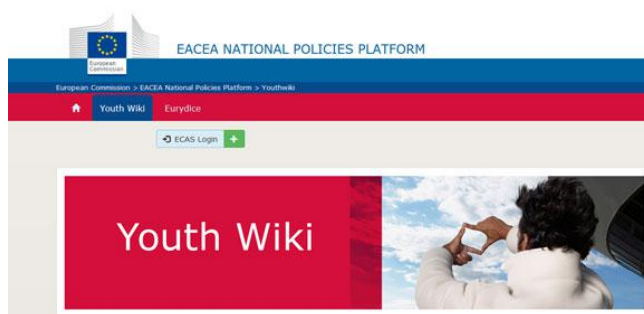 European
Commission
EACEA NATIONAL POLICIES PLATFORM
European Commission > EACEA National Policies Platform > Youthwiki
Youth Wiki Eurydice
ECAS Login +
Youth Wiki